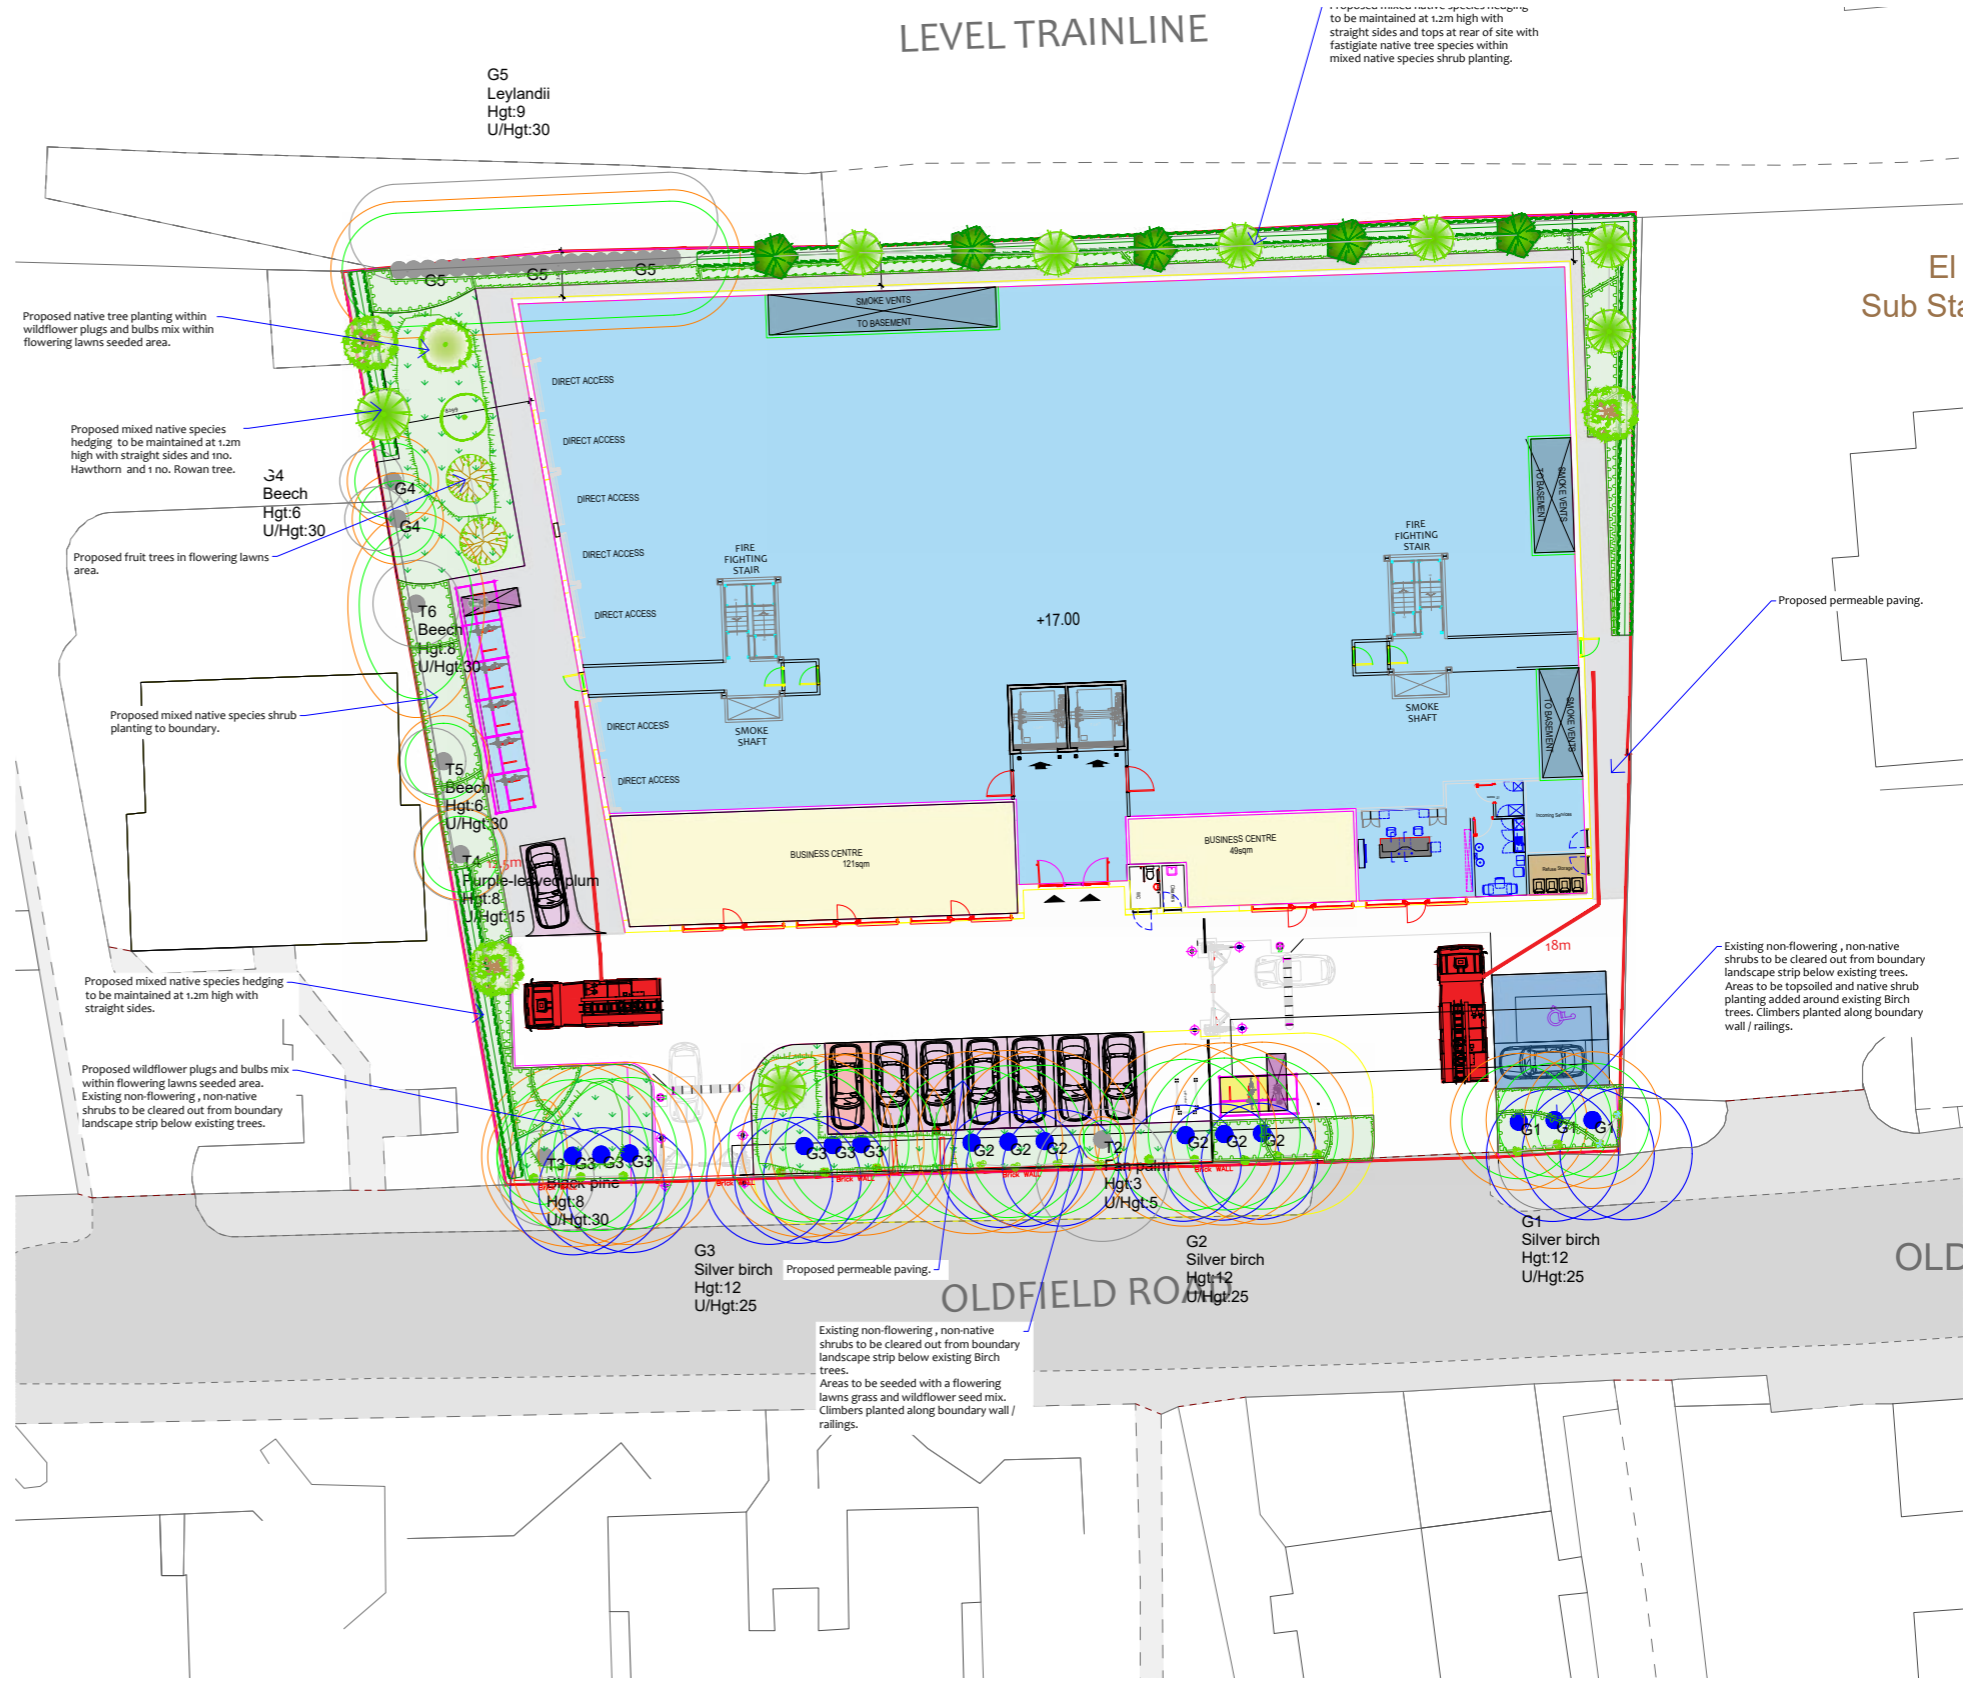 LEVEL TRAINLINE
to be maintained at 1.2m high with
straight sides and tops at rear of site with
fastigiate native tree species within
mixed native species shrub planting.
G5
Leylandii
Hgt:9
U/Hgt:30
G5
G5
G5
El
Sub Sta
SMOKE VENTS
TO BASEMENT
Proposed native tree planting within
wildflower plugs and bulbs mix within
flowering lawns seeded area.
DIRECT ACCESS
Proposed mixed native species
hedging to be maintained at 1.2m
high with straight sides and 1no.
Hawthorn and 1 no. Rowan tree.
DIRECT ACCESS
G4
Beech
Hgt:6
U/Hgt:30
G4
G4
DIRECT ACCESS
SMOKE VENTS
TO BASEMENT
Proposed fruit trees in flowering lawns
area.
DIRECT ACCESS
FIRE
FIGHTING
STAIR
FIRE
FIGHTING
STAIR
T6
Beech
Hgt:8
U/Hgt:30
DIRECT ACCESS
+17.00
Proposed permeable paving.
Proposed mixed native species shrub
planting to boundary.
DIRECT ACCESS
SMOKE
SHAFT
SMOKE
SHAFT
SMOKE VENTS
TO BASEMENT
T5
Beech
Hgt:6
U/Hgt:30
DIRECT ACCESS
T4
12.5m
Purple-leaved plum
Hgt:8
U/Hgt:15
BUSINESS CENTRE
121sqm
BUSINESS CENTRE
49sqm
Incoming Services
Refuse Storage
WC
18m
Proposed mixed native species hedging
to be maintained at 1.2m high with
straight sides.
Existing non-flowering , non-native
shrubs to be cleared out from boundary
landscape strip below existing trees.
Areas to be topsoiled and native shrub
planting added around existing Birch
trees. Climbers planted along boundary
wall / railings.
Proposed wildflower plugs and bulbs mix
within flowering lawns seeded area.
Existing non-flowering , non-native
shrubs to be cleared out from boundary
landscape strip below existing trees.
T3
G3
G3
G3
Black pine
Hgt:8
U/Hgt:30
G3
G3
G3
G2
G2
G2
T2
Fan palm
Hgt:3
U/Hgt:5
G2
G2
G2
G1
G1
G1
Brick WALL
Brick WALL
Brick WALL
Brick WALL
Brick WALL
G3
Silver birch
Hgt:12
U/Hgt:25
Proposed permeable paving.
G2
Silver birch
Hgt:12
U/Hgt:25
G1
Silver birch
Hgt:12
U/Hgt:25
OLDFIELD ROAD
OLD
Existing non-flowering , non-native
shrubs to be cleared out from boundary
landscape strip below existing Birch
trees.
Areas to be seeded with a flowering
lawns grass and wildflower seed mix.
Climbers planted along boundary wall /
railings.